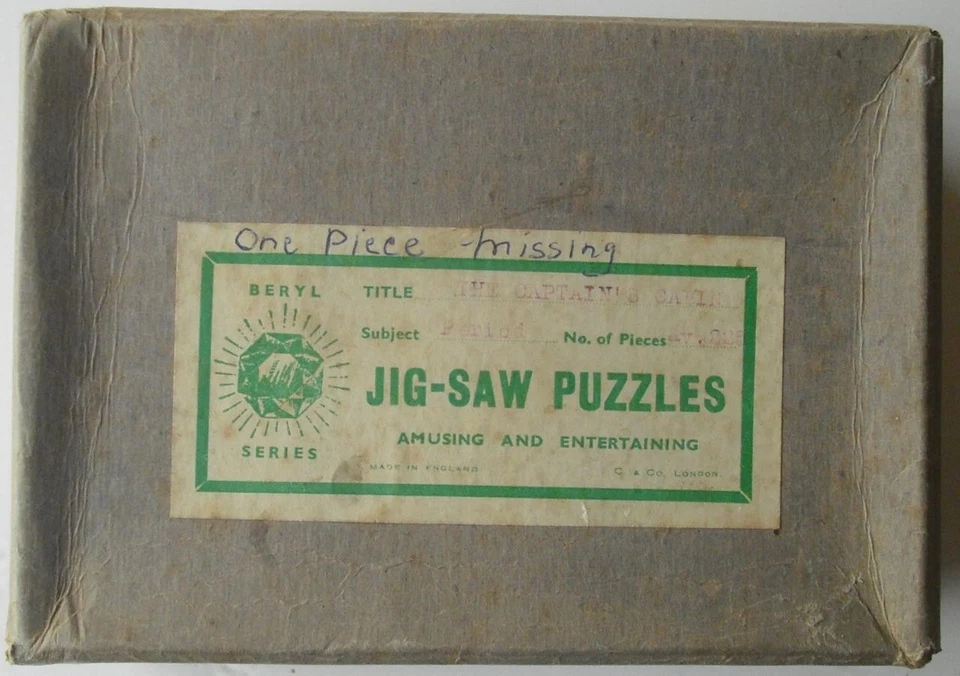 One Piece missing
BERYL
TITLE THE CAPTAIN'S CABIN
Subject Period No. of Pieces
JIG-SAW PUZZLES
AMUSING AND ENTERTAINING
SERIES
MADE IN ENGLAND C. & Co. LONDON.